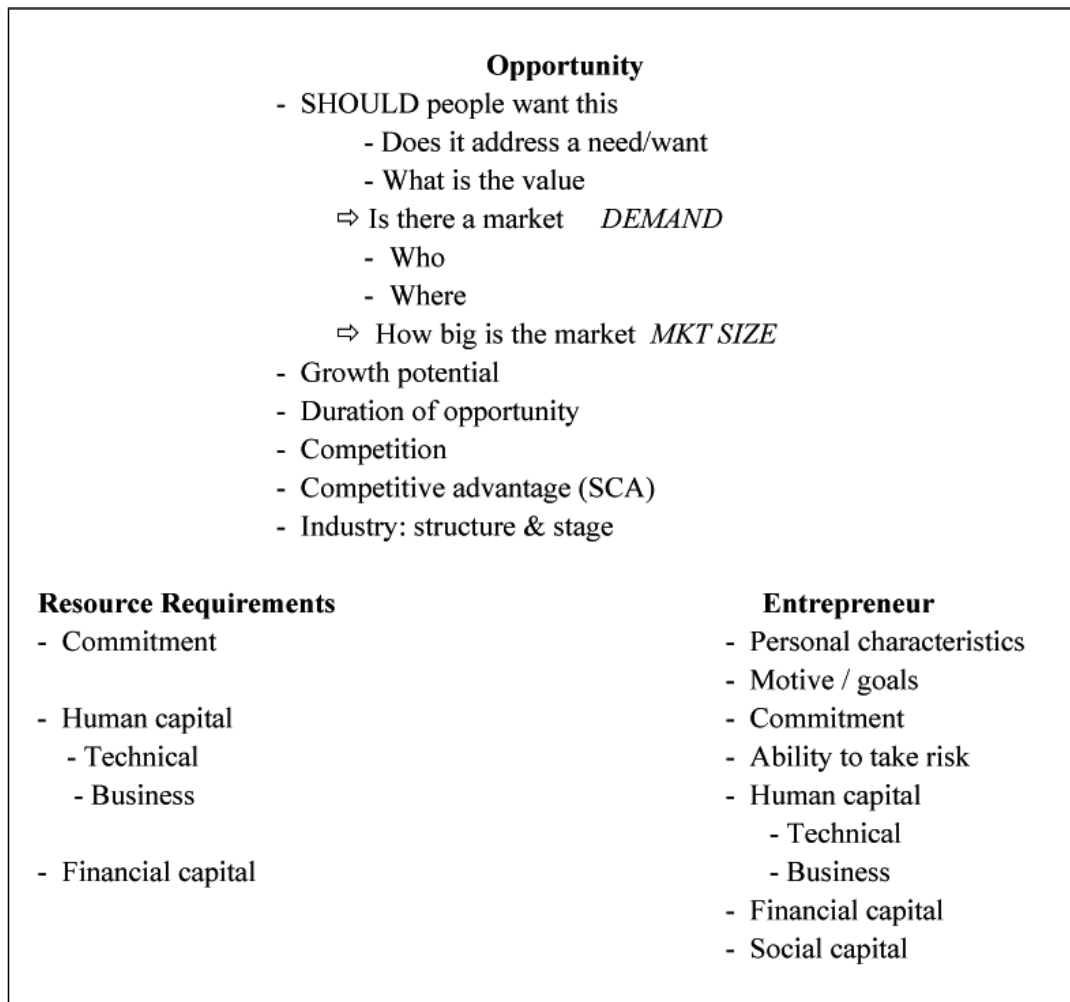 Opportunity
- SHOULD people want this
- Does it address a need/want
- What is the value
⇨ Is there a market DEMAND
- Who
- Where
⇨ How big is the market MKT SIZE
- Growth potential
- Duration of opportunity
- Competition
- Competitive advantage (SCA)
- Industry: structure & stage
Resource Requirements
- Commitment
- Human capital
- Technical
- Business
- Financial capital
Entrepreneur
- Personal characteristics
- Motive / goals
- Commitment
- Ability to take risk
- Human capital
- Technical
- Business
- Financial capital
- Social capital